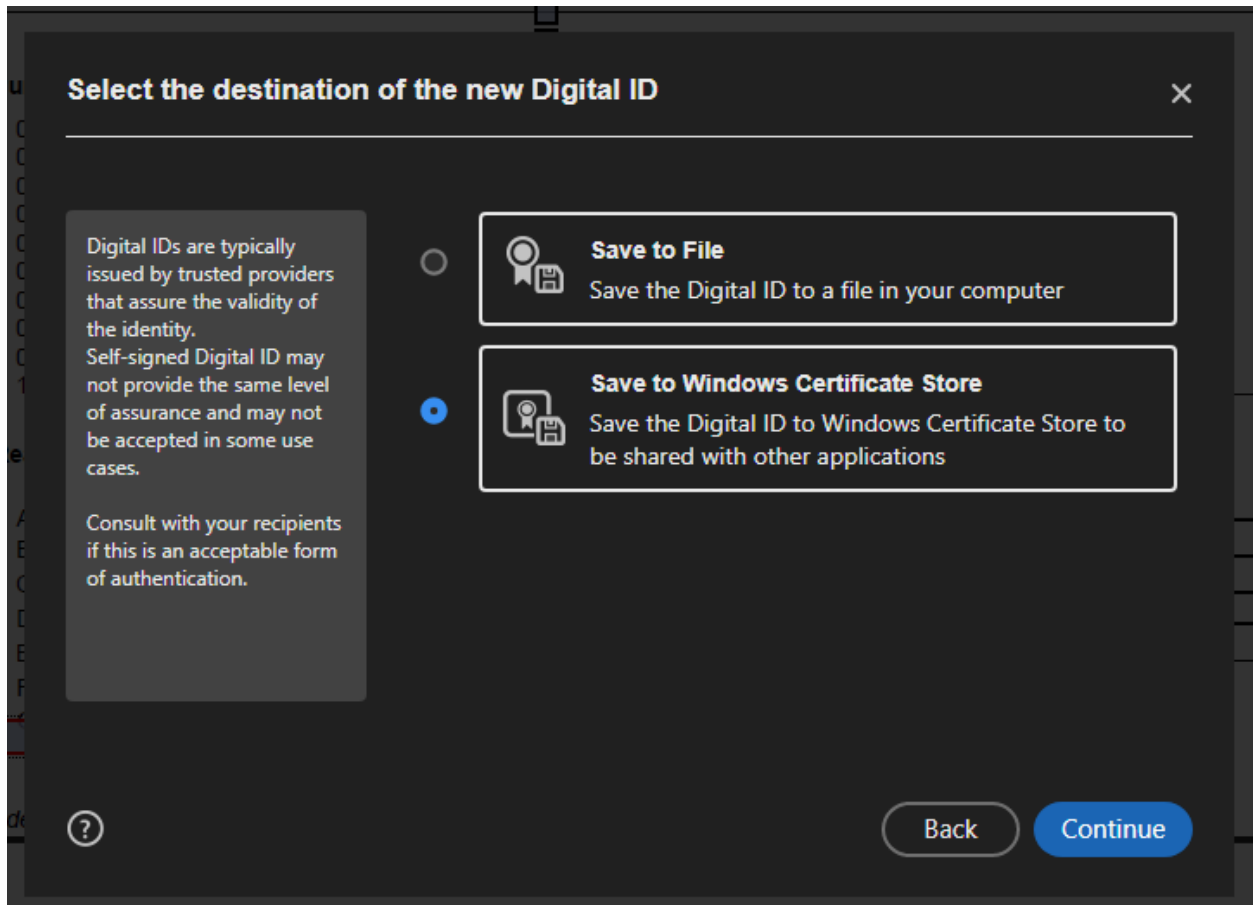 Select the destination of the new Digital ID
Digital IDs are typically
issued by trusted providers
that assure the validity of
the identity.
Self-signed Digital ID may
not provide the same level
of assurance and may not
be accepted in some use
cases.
Consult with your recipients
if this is an acceptable form
of authentication.
Save to File
Save the Digital ID to a file in your computer
Save to Windows Certificate Store
Save the Digital ID to Windows Certificate Store to
be shared with other applications
Back
Continue